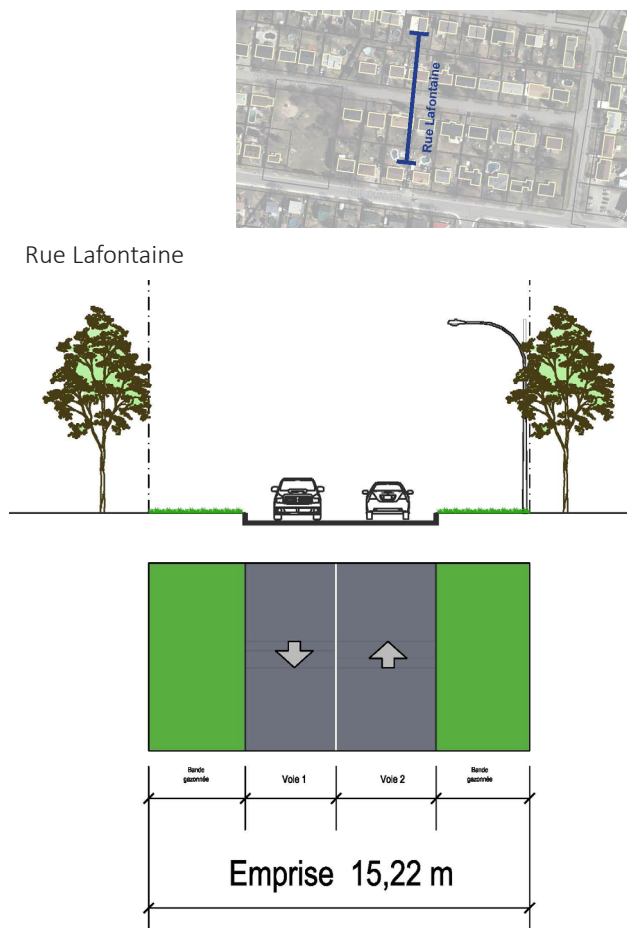 Rue Lafontaine
Rue Lafontaine
Bande
gazonnée
Voie 1
Voie 2
Bande
gazonnée
Emprise 15,22 m